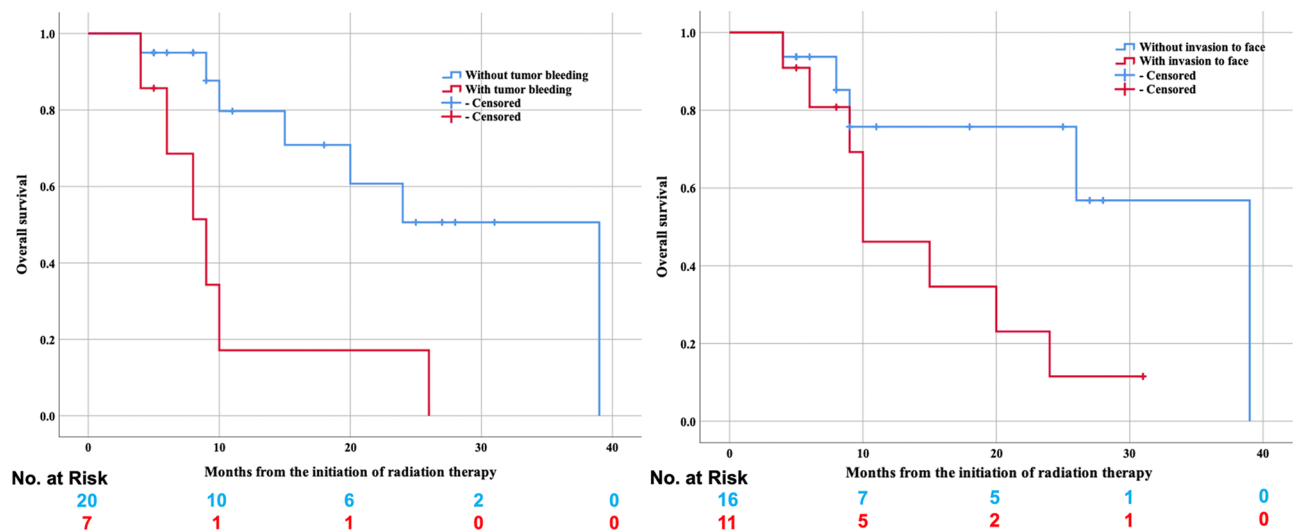 1.0
0.8
0.6
0.4
0.2
0.0
Overall survival
Without tumor bleeding
With tumor bleeding
- Censored
- Censored
0 10 20 30 40
Months from the initiation of radiation therapy
No. at Risk
20 10 6 2 0
7 1 1 0 0
1.0
0.8
0.6
0.4
0.2
0.0
Overall survival
Without invasion to face
With invasion to face
- Censored
- Censored
0 10 20 30 40
Months from the initiation of radiation therapy
No. at Risk
16 7 5 1 0
11 5 2 1 0